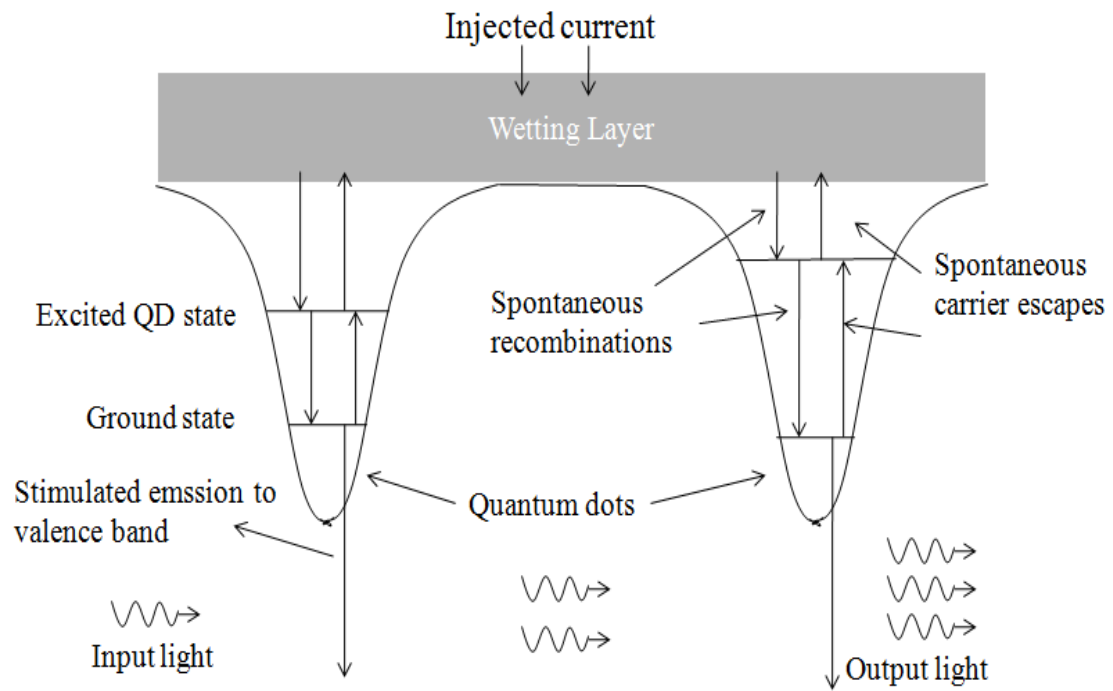 Injected current
Wetting Layer
Excited QD state
Spontaneous
recombinations
Spontaneous
carrier escapes
Ground state
Stimulated emssion to
valence band
Quantum dots
Input light
Output light